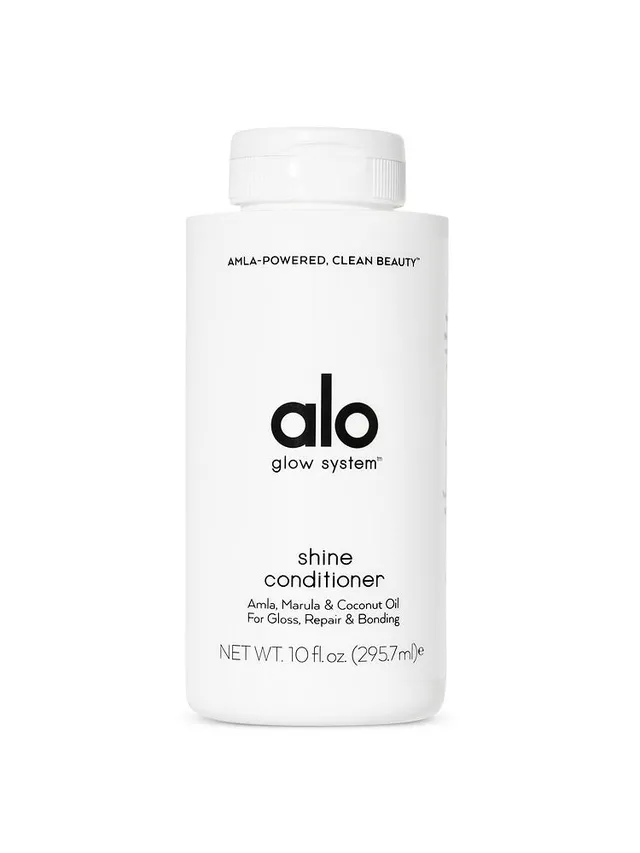 AMLA-POWERED, CLEAN BEAUTY™
alo
glow system™
shine
conditioner
Amla, Marula & Coconut Oil
For Gloss, Repair & Bonding
NET WT. 10 fl. oz. (295.7ml)℮